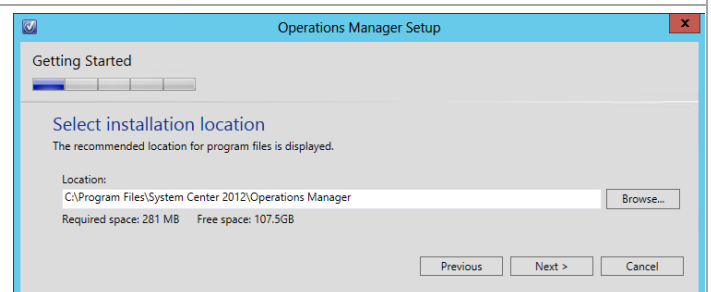 Operations Manager Setup
x
Getting Started
Select installation location
The recommended location for program files is displayed.
Location:
C:\Program Files\System Center 2012\Operations Manager
Browse...
Required space: 281 MB Free space: 107.5GB
Previous Next > Cancel